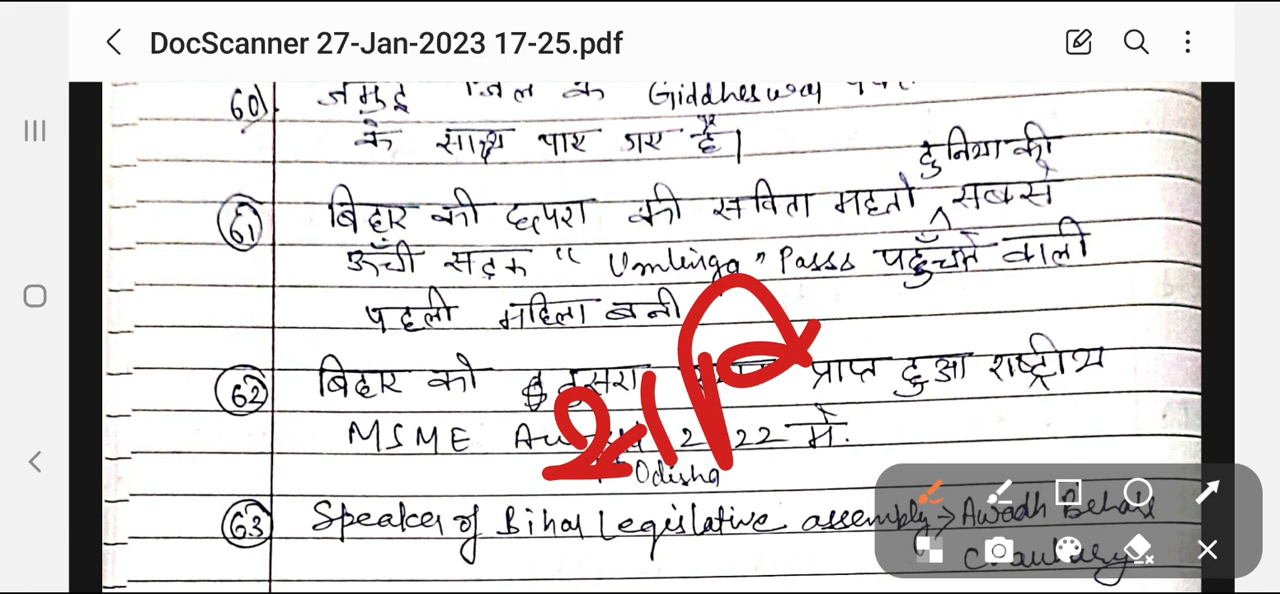 DocScanner 27-Jan-2023 17-25.pdf
60). जमुई जिले के Giddheswar
के साक्ष्य पाए गए हैं।
दुनिया की
61 बिहार की छपरा की सविता महतो ^ सबसे
ऊँची सड़क "Umlinga" Pass पहुँचने वाली
पहली महिला बनी
62 बिहार को दूसरा प्राप्त हुआ राष्ट्रीय
MSME 2022 में.
Odisha
63 Speaker of Bihar Legislative assembly → Awadh Behari
Chaudhary